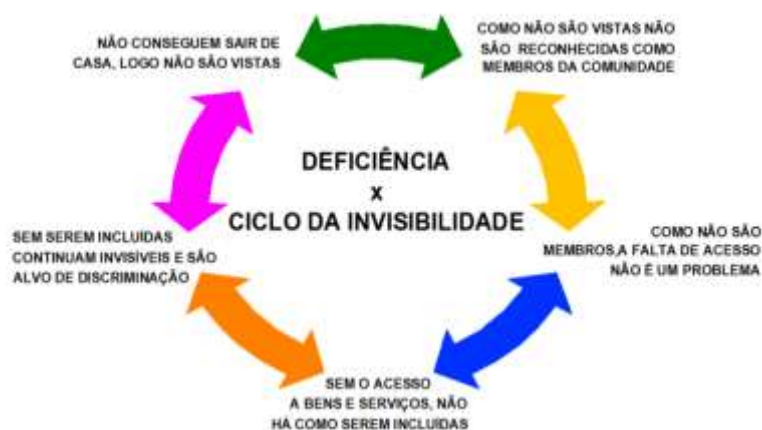 NÃO CONSEGUEM SAIR DE
CASA, LOGO NÃO SÃO VISTAS
COMO NÃO SÃO VISTAS NÃO
SÃO RECONHECIDAS COMO
MEMBROS DA COMUNIDADE
DEFICIÊNCIA
x
CICLO DA INVISIBILIDADE
COMO NÃO SÃO
MEMBROS,A FALTA DE ACESSO
NÃO É UM PROBLEMA
SEM SEREM INCLUÍDAS
CONTINUAM INVISÍVEIS E SÃO
ALVO DE DISCRIMINAÇÃO
SEM O ACESSO
A BENS E SERVIÇOS, NÃO
HÁ COMO SEREM INCLUÍDAS